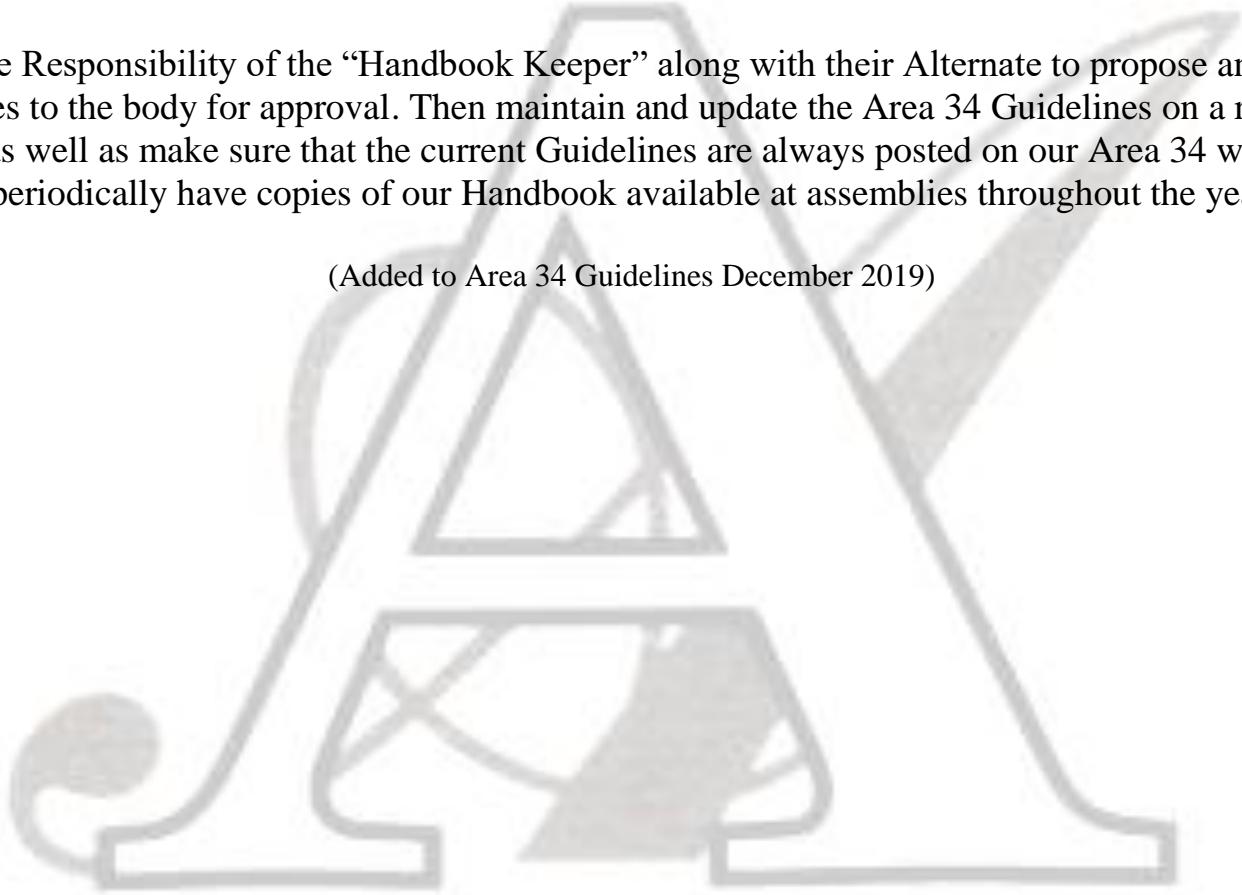 e Responsibility of the “Handbook Keeper” along with their Alternate to propose an
es to the body for approval. Then maintain and update the Area 34 Guidelines on a r
s well as make sure that the current Guidelines are always posted on our Area 34 w
periodically have copies of our Handbook available at assemblies throughout the ye
(Added to Area 34 Guidelines December 2019)